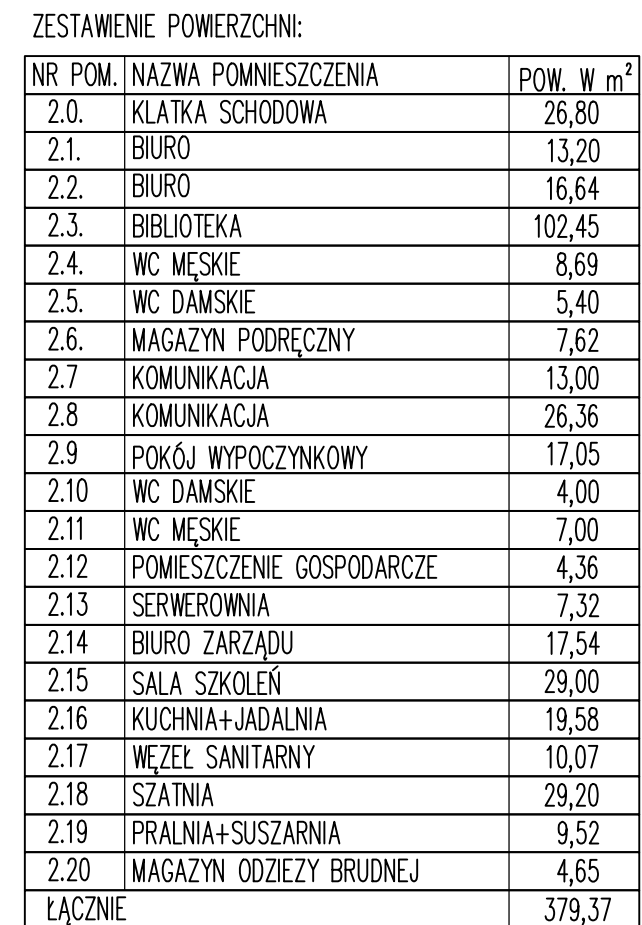 ZESTAWIENIE POWIERZCHNI:
NR POM. NAZWA POMNIESZCZENIA POW. W m²
2.0. KLATKA SCHODOWA 26,80
2.1. BIURO 13,20
2.2. BIURO 16,64
2.3. BIBLIOTEKA 102,45
2.4. WC MĘSKIE 8,69
2.5. WC DAMSKIE 5,40
2.6. MAGAZYN PODRĘCZNY 7,62
2.7 KOMUNIKACJA 13,00
2.8 KOMUNIKACJA 26,36
2.9 POKÓJ WYPOCZYNKOWY 17,05
2.10 WC DAMSKIE 4,00
2.11 WC MĘSKIE 7,00
2.12 POMIESZCZENIE GOSPODARCZE 4,36
2.13 SERWEROWNIA 7,32
2.14 BIURO ZARZĄDU 17,54
2.15 SALA SZKOLEŃ 29,00
2.16 KUCHNIA+JADALNIA 19,58
2.17 WĘZEŁ SANITARNY 10,07
2.18 SZATNIA 29,20
2.19 PRALNIA+SUSZARNIA 9,52
2.20 MAGAZYN ODZIEZY BRUDNEJ 4,65
ŁĄCZNIE 379,37